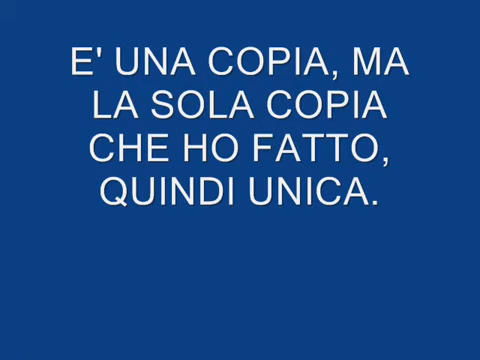 E' UNA COPIA, MA
LA SOLA COPIA
CHE HO FATTO,
QUINDI UNICA.